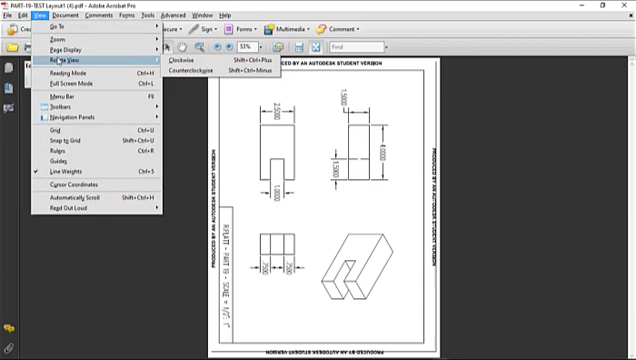 PART-19-TEST Layout1 (4).pdf - Adobe Acrobat Pro
File Edit View Document Comments Forms Tools Advanced Window Help
Secure Sign Forms Multimedia Comment
53% Find
Go To
Zoom
Page Display
Rotate View
Clockwise Shift+Ctrl+Plus
Counterclockwise Shift+Ctrl+Minus
Reading Mode Ctrl+H
Full Screen Mode Ctrl+L
Menu Bar F9
Toolbars
Navigation Panels
Grid Ctrl+U
Snap to Grid Shift+Ctrl+U
Rulers Ctrl+R
Guides
Line Weights Ctrl+5
Cursor Coordinates
Automatically Scroll Shift+Ctrl+H
Read Out Loud
PRODUCED BY AN AUTODESK STUDENT VERSION
2.5000
1.5000
4.0000
1.5000
1.0000
.7500
.7500
PRODUCED BY AN AUTODESK STUDENT VERSION
PRODUCED BY AN AUTODESK STUDENT VERSION
PRODUCED BY AN AUTODESK STUDENT VERSION